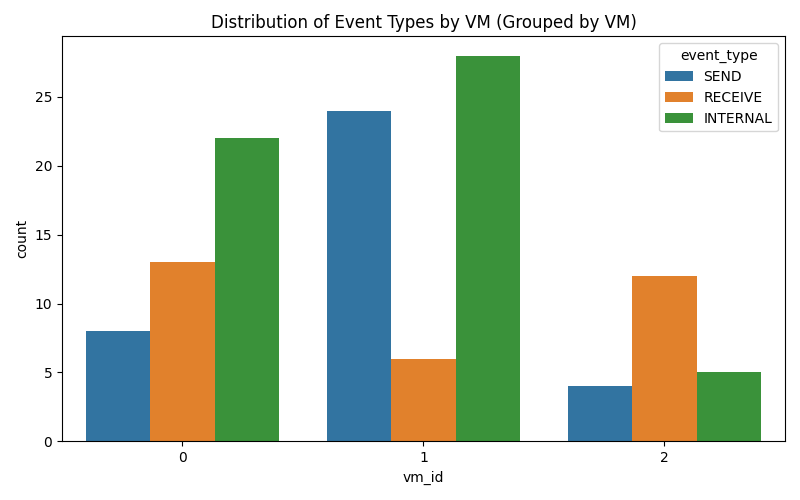 Distribution of Event Types by VM (Grouped by VM)
event_type
SEND
RECEIVE
INTERNAL
count
25
20
15
10
5
0
0
1
2
vm_id